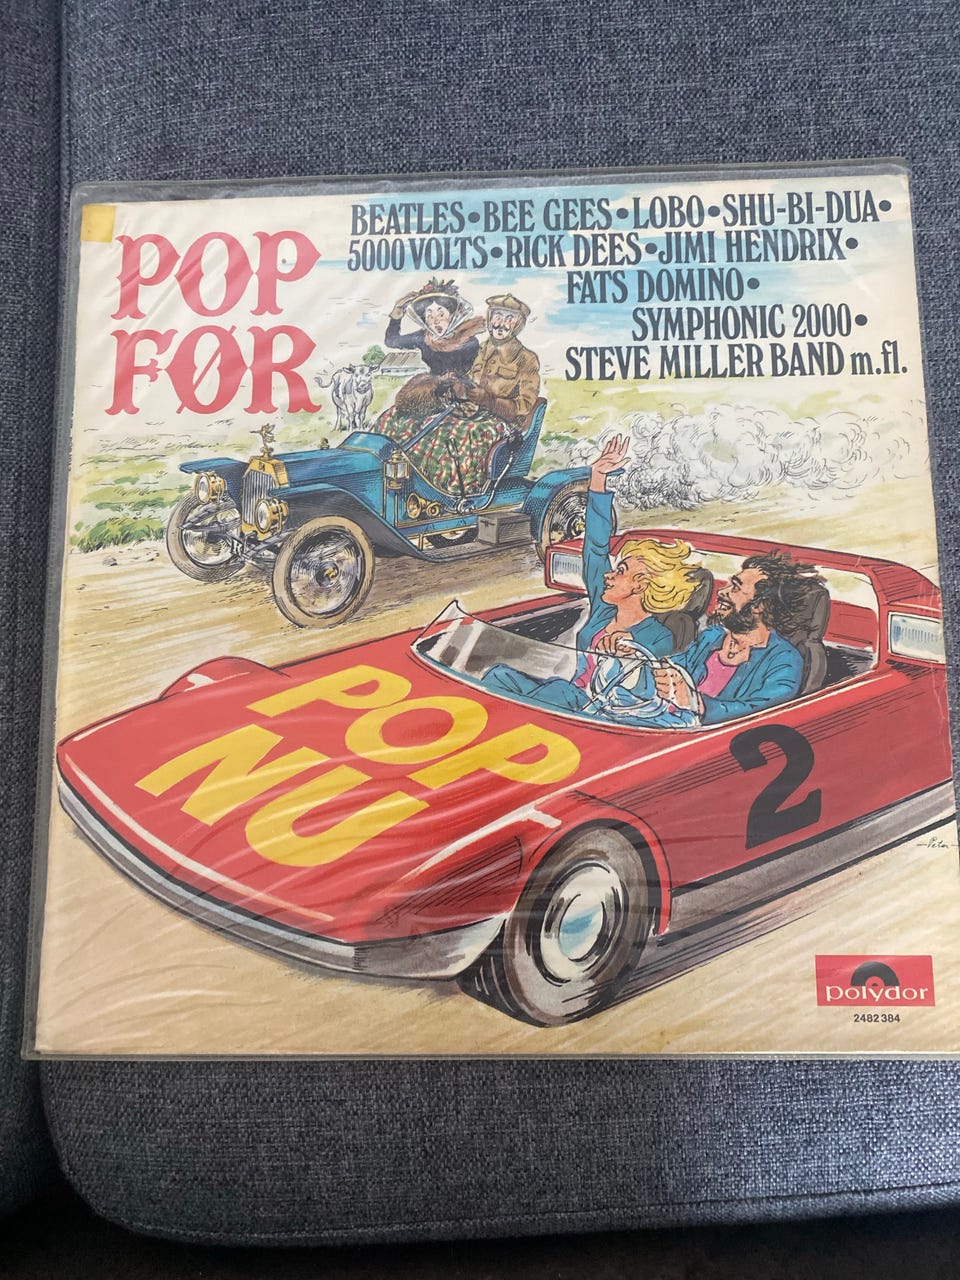 POP
FØR
BEATLES•BEE GEES•LOBO•SHU-BI-DUA•
5000 VOLTS•RICK DEES•JIMI HENDRIX•
FATS DOMINO•
SYMPHONIC 2000•
STEVE MILLER BAND m.fl.
POP
NU
2
—Peter—
polydor
2482 384